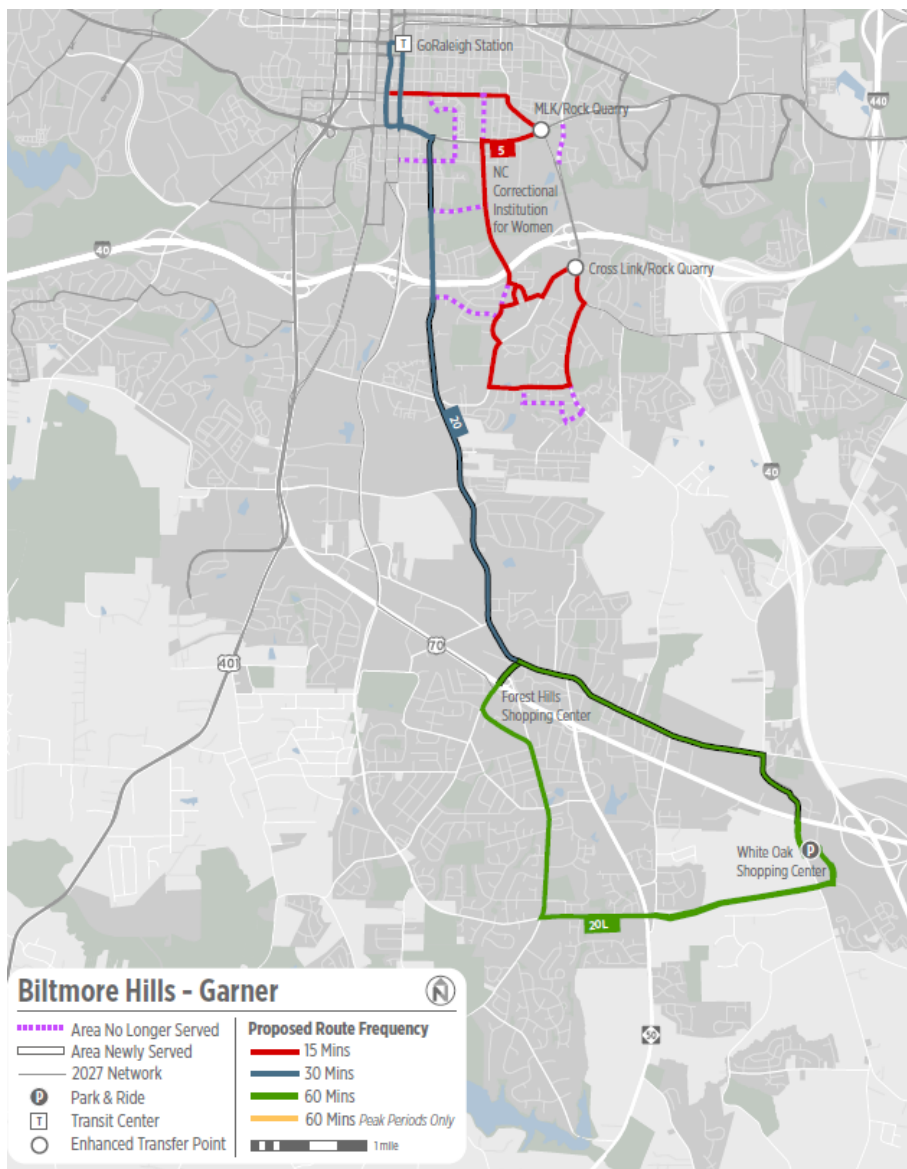 T
GoRaleigh Station
440
MLK/Rock Quarry
5
NC
Correctional
Institution
for Women
40
Cross Link/Rock Quarry
20
40
70
401
Forest Hills
Shopping Center
P
White Oak
Shopping Center
20L
50
Biltmore Hills - Garner
N
Area No Longer Served
Area Newly Served
2027 Network
P Park & Ride
T Transit Center
Enhanced Transfer Point
Proposed Route Frequency
15 Mins
30 Mins
60 Mins
60 Mins Peak Periods Only
1 mile